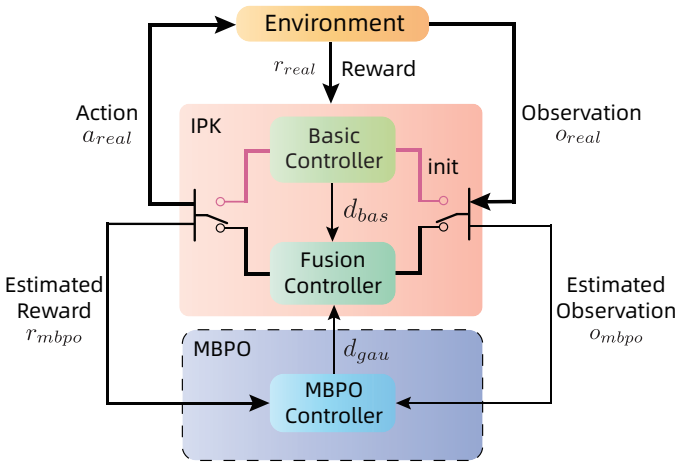 Environment
r_real Reward
Action
a_real
Observation
o_real
IPK
Basic
Controller
init
d_bas
Fusion
Controller
Estimated
Reward
r_mbpo
Estimated
Observation
o_mbpo
MBPO
d_gau
MBPO
Controller